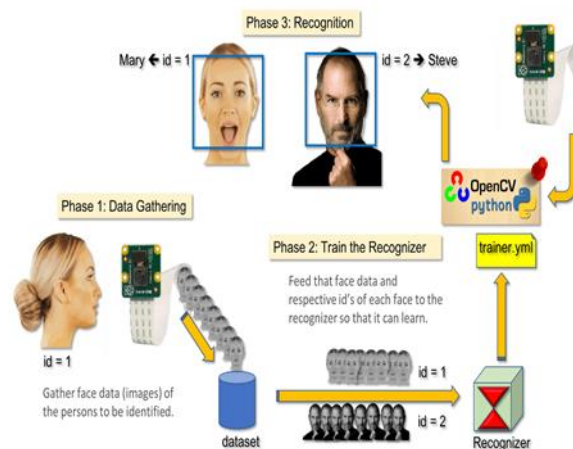 Phase 3: Recognition
Mary ← id = 1
id = 2 → Steve
OpenCV
python
Phase 1: Data Gathering
Phase 2: Train the Recognizer
trainer.yml
Feed that face data and
respective id's of each face to the
recognizer so that it can learn.
id = 1
Gather face data (images) of
the persons to be identified.
dataset
id = 1
id = 2
Recognizer